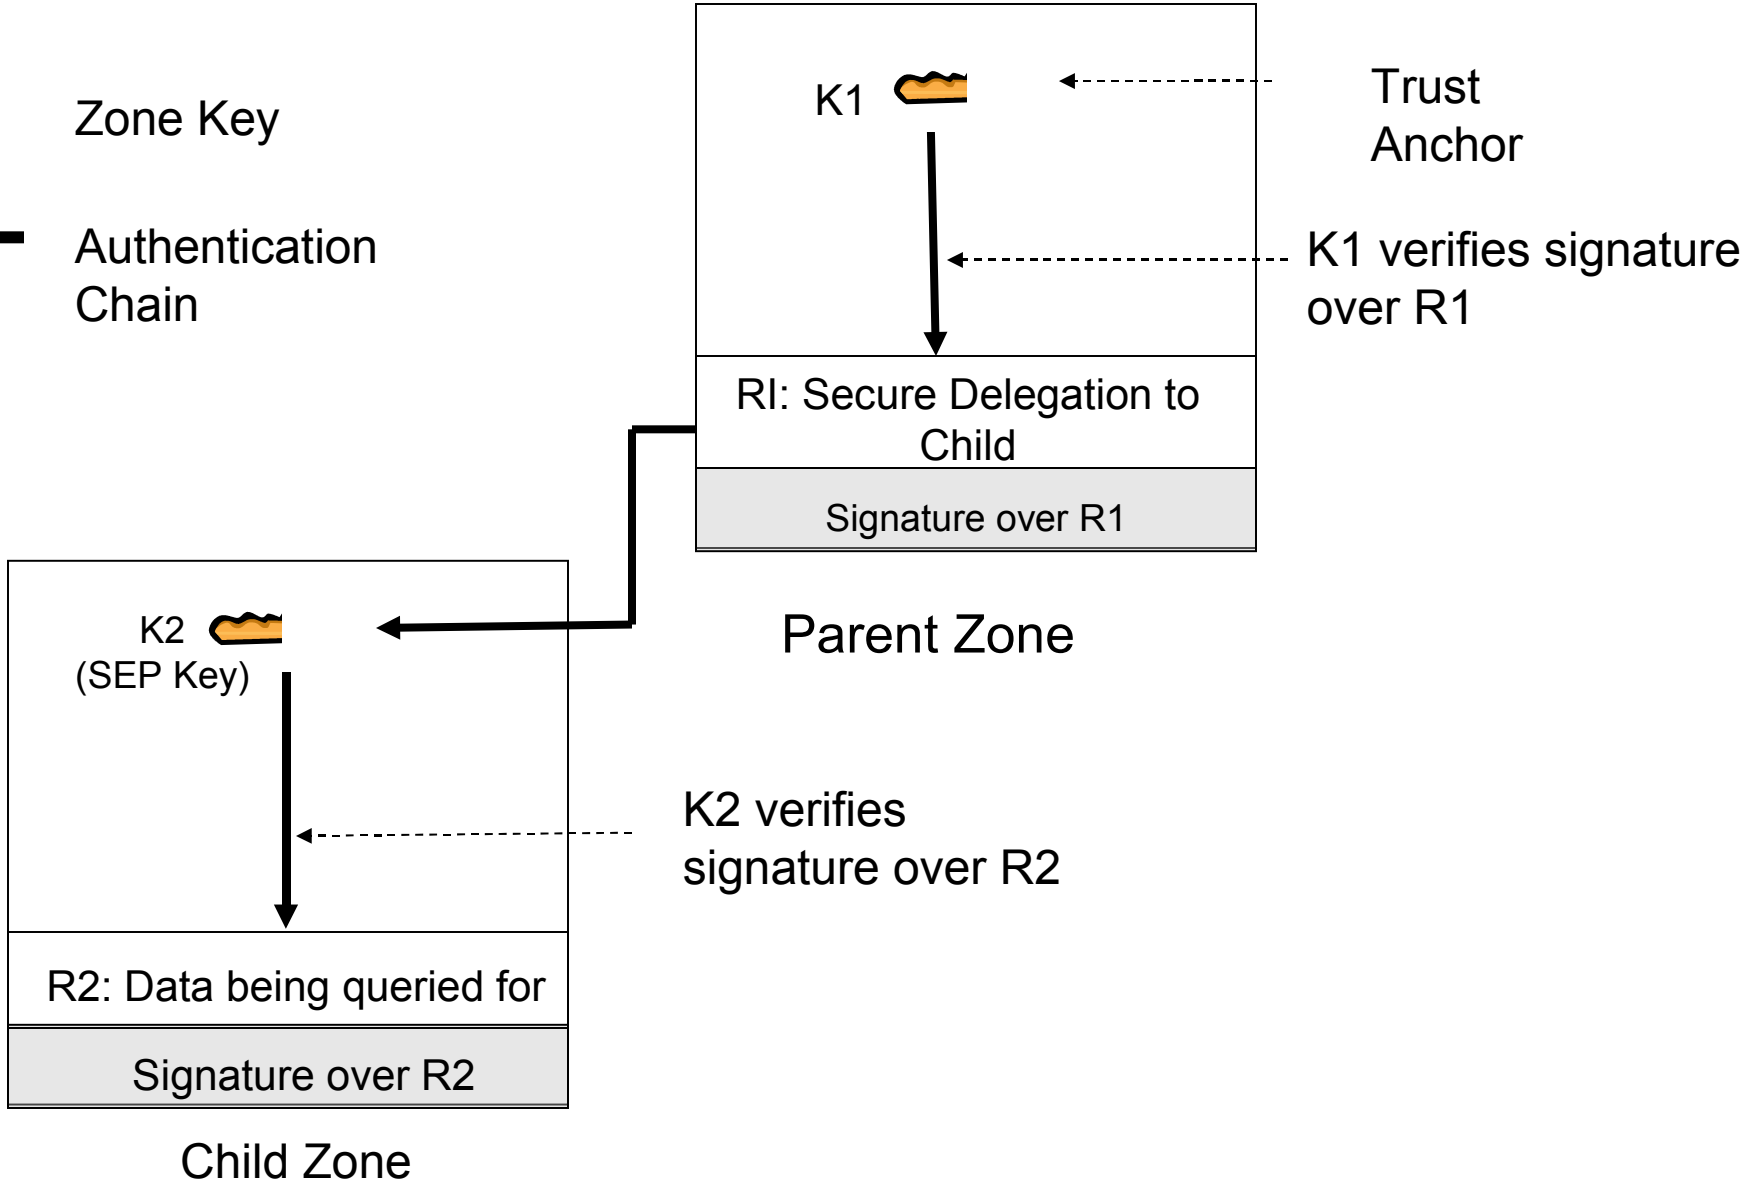 Zone Key
Authentication
Chain
K1
Trust
Anchor
K1 verifies signature
over R1
RI: Secure Delegation to
Child
Signature over R1
Parent Zone
K2
(SEP Key)
K2 verifies
signature over R2
R2: Data being queried for
Signature over R2
Child Zone